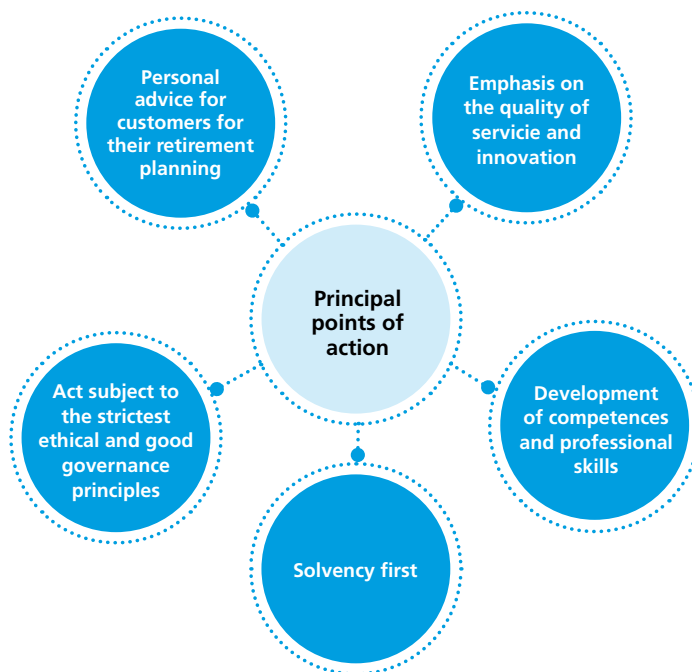 Personal
advice for
customers for
their retirement
planning
Emphasis on
the quality of
servicie and
innovation
Principal
points of
action
Act subject to
the strictest
ethical and good
governance
principles
Development
of competences
and professional
skills
Solvency first